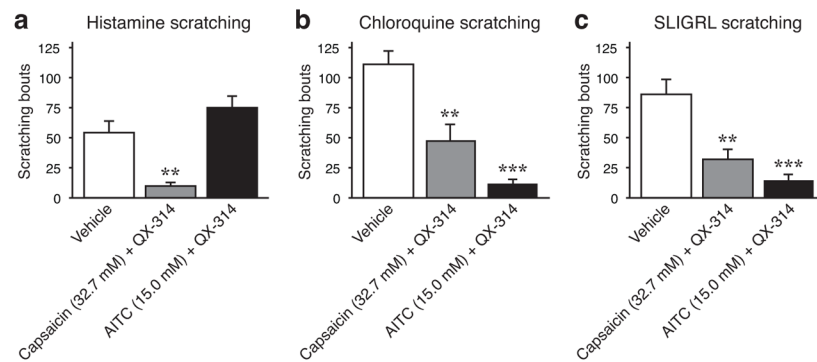 a Histamine scratching
Scratching bouts
125
100
75
50
25
0
**
Vehicle
Capsaicin (32.7 mM) + QX-314
AITC (15.0 mM) + QX-314
b Chloroquine scratching
Scratching bouts
125
100
75
50
25
0
**
***
Vehicle
Capsaicin (32.7 mM) + QX-314
AITC (15.0 mM) + QX-314
c SLIGRL scratching
Scratching bouts
125
100
75
50
25
0
**
***
Vehicle
Capsaicin (32.7 mM) + QX-314
AITC (15.0 mM) + QX-314